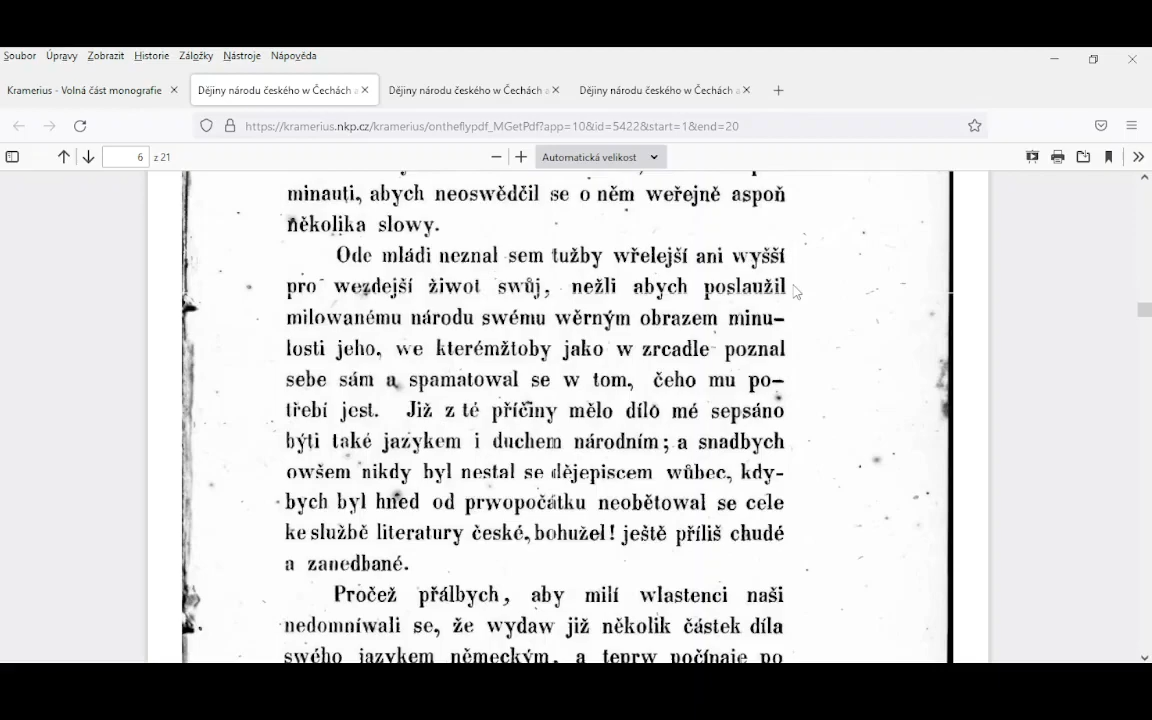 Soubor Úpravy Zobrazit Historie Záložky Nástroje Nápověda
Kramerius - Volná část monografie × Dějiny národu českého w Čechách a × Dějiny národu českého w Čechách a × Dějiny národu českého w Čechách a × +
https://kramerius.nkp.cz/kramerius/ontheflypdf_MGetPdf?app=10&id=5422&start=1&end=20
6 z 21 − + Automatická velikost
minauti, abych neoswědčil se o něm weřejně aspoň
několika slowy.
Ode mládi neznal sem tužby wřelejší ani wyšší
pro wezdejší žiwot swůj, nežli abych poslaužil
milowanému národu swému wěrným obrazem minu–
losti jeho, we kterémžtoby jako w zrcadle poznal
sebe sám a spamatowal se w tom, čeho mu po–
třebí jest. Již z té příčiny mělo dílo mé sepsáno
býti také jazykem i duchem národním; a snadbych
owšem nikdy byl nestal se dějepiscem wůbec, kdy-
bych byl hned od prwopočátku neobětowal se cele
ke službě literatury české, bohužel! ještě příliš chudé
a zanedbané.
Pročež přálbych, aby milí wlastenci naši
nedomníwali se, že wydaw již několik částek díla
swého jazykem německým, a teprw počínaje po